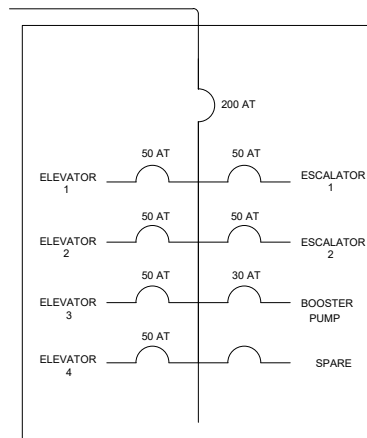 200 AT
50 AT
50 AT
ELEVATOR
1
ESCALATOR
1
50 AT
50 AT
ELEVATOR
2
ESCALATOR
2
50 AT
30 AT
ELEVATOR
3
BOOSTER
PUMP
50 AT
ELEVATOR
4
SPARE